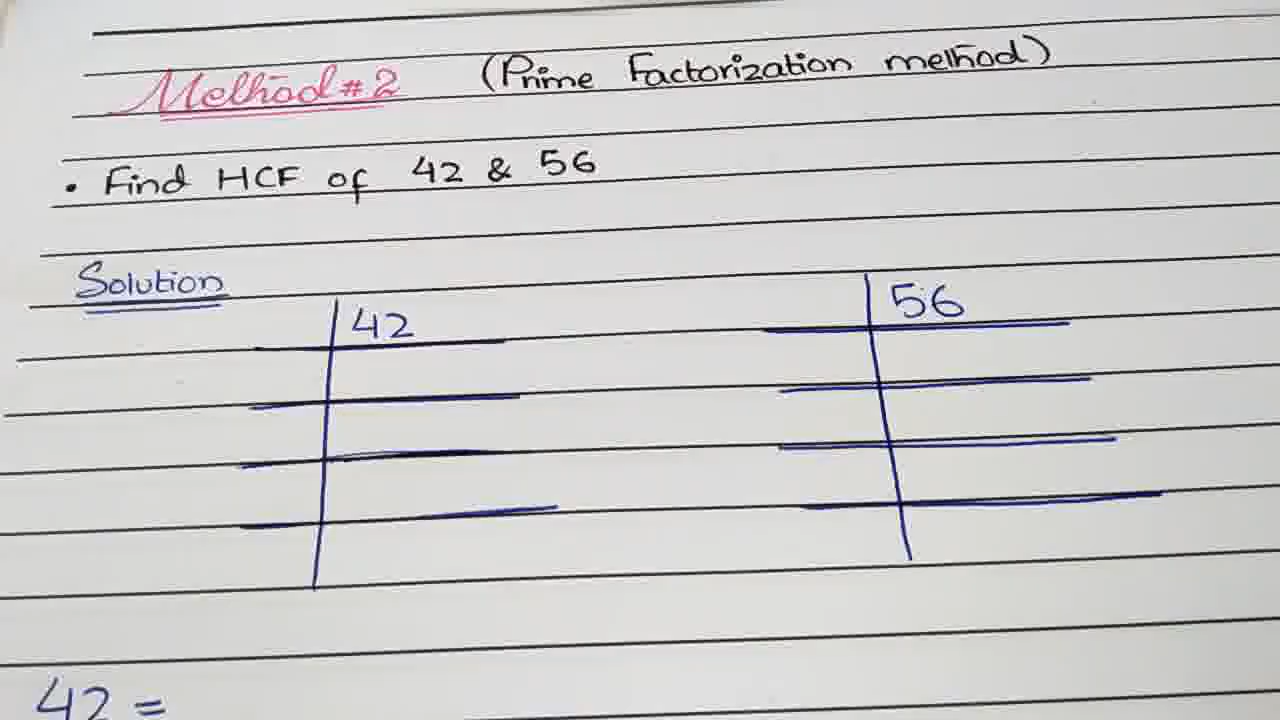 Method #2 (Prime Factorization method)
• Find HCF of 42 & 56
Solution
42 56
42 =